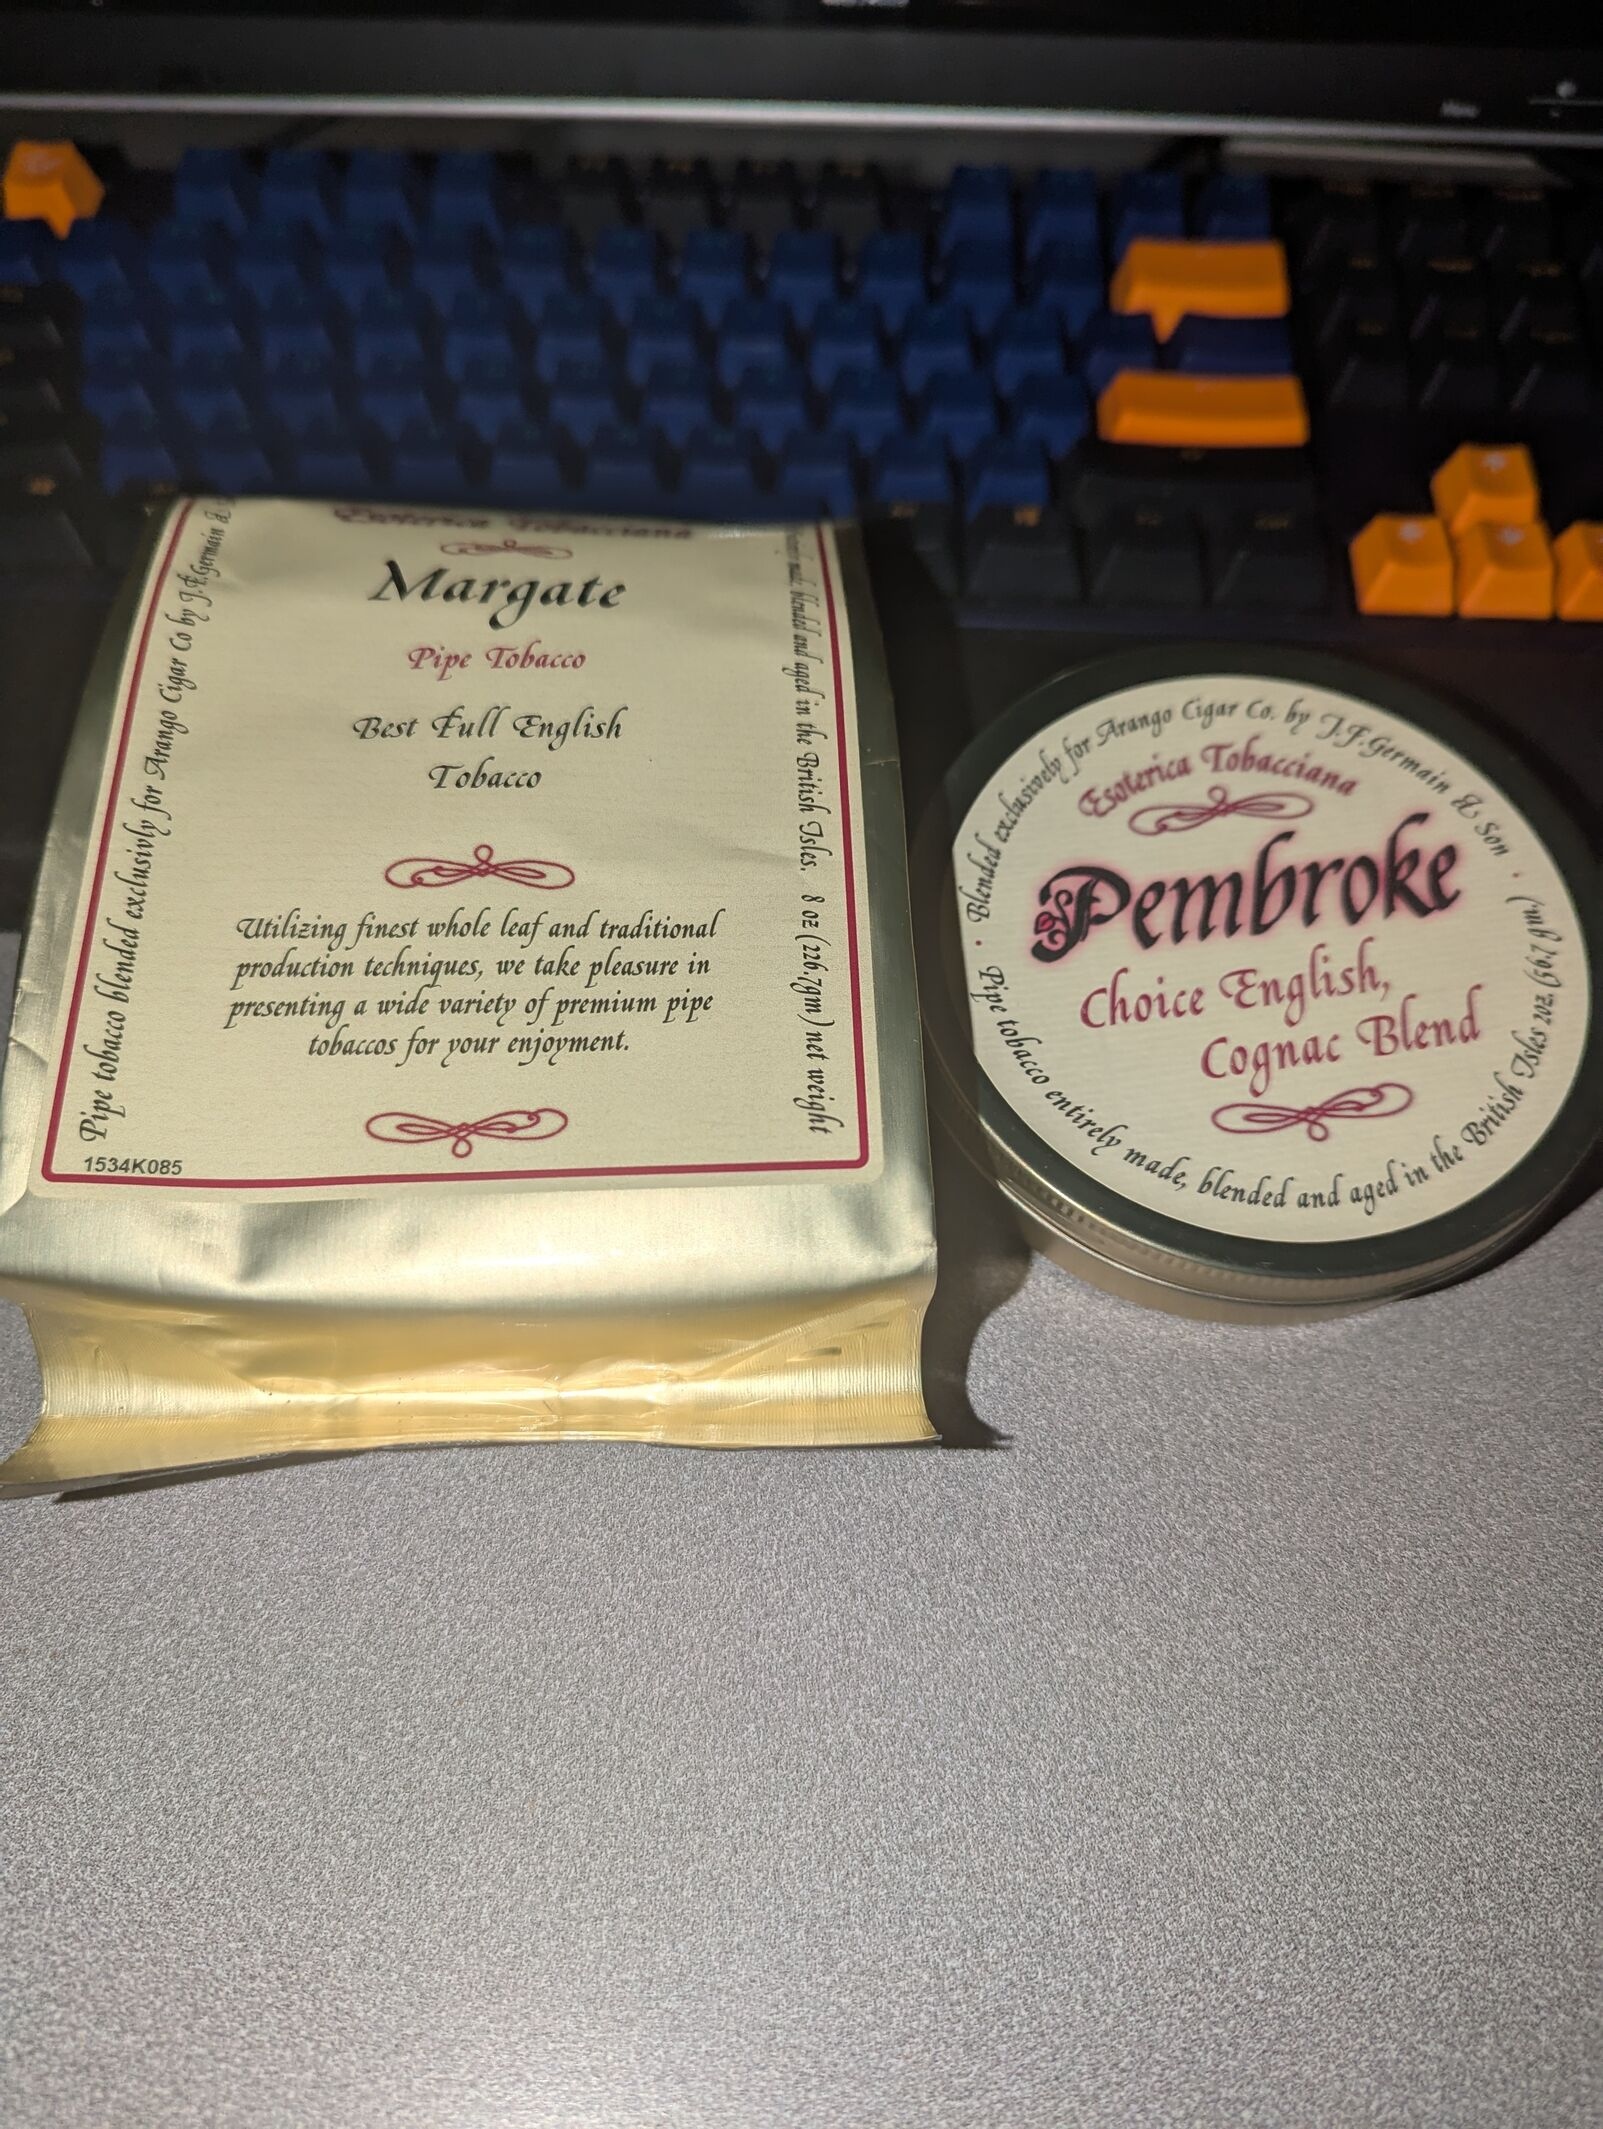 Esoterica Tobacciana
Margate
Pipe Tobacco
Best Full English
Tobacco
Utilizing finest whole leaf and traditional
production techniques, we take pleasure in
presenting a wide variety of premium pipe
tobaccos for your enjoyment.
Pipe tobacco blended exclusivly for Arango Cigar Co by J.F.Germain &
made, blended and aged in the British Isles. 8 oz (226.7gm) net weight
1534K085
Blended exclusively for Arango Cigar Co. by J.F.Germain & Son
Esoterica Tobacciana
Pembroke
Choice English,
Cognac Blend
Pipe tobacco entirely made, blended and aged in the British Isles 2oz. (56.7 gm.)